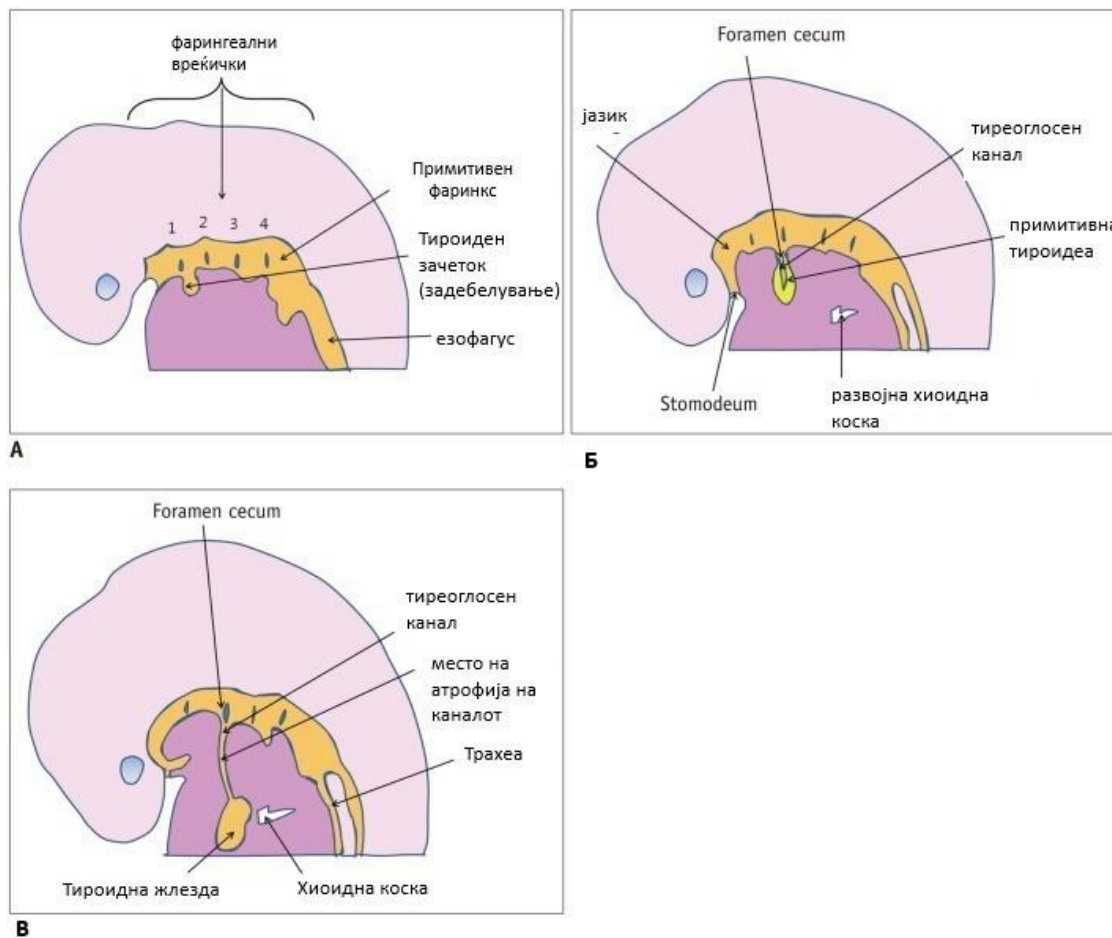 фарингеални
врeќички
1 2 3 4
Примитивен
фаринкс
Тироиден
зачеток
(задебелување)
езофагус
А
Foramen cecum
јазик
тиреоглосен
канал
примитивна
тироидеа
Stomodeum
развојна хиоидна
коска
Б
Foramen cecum
тиреоглосен
канал
место на
атрофија на
каналот
Трахеа
Тироидна жлезда
Хиоидна коска
В